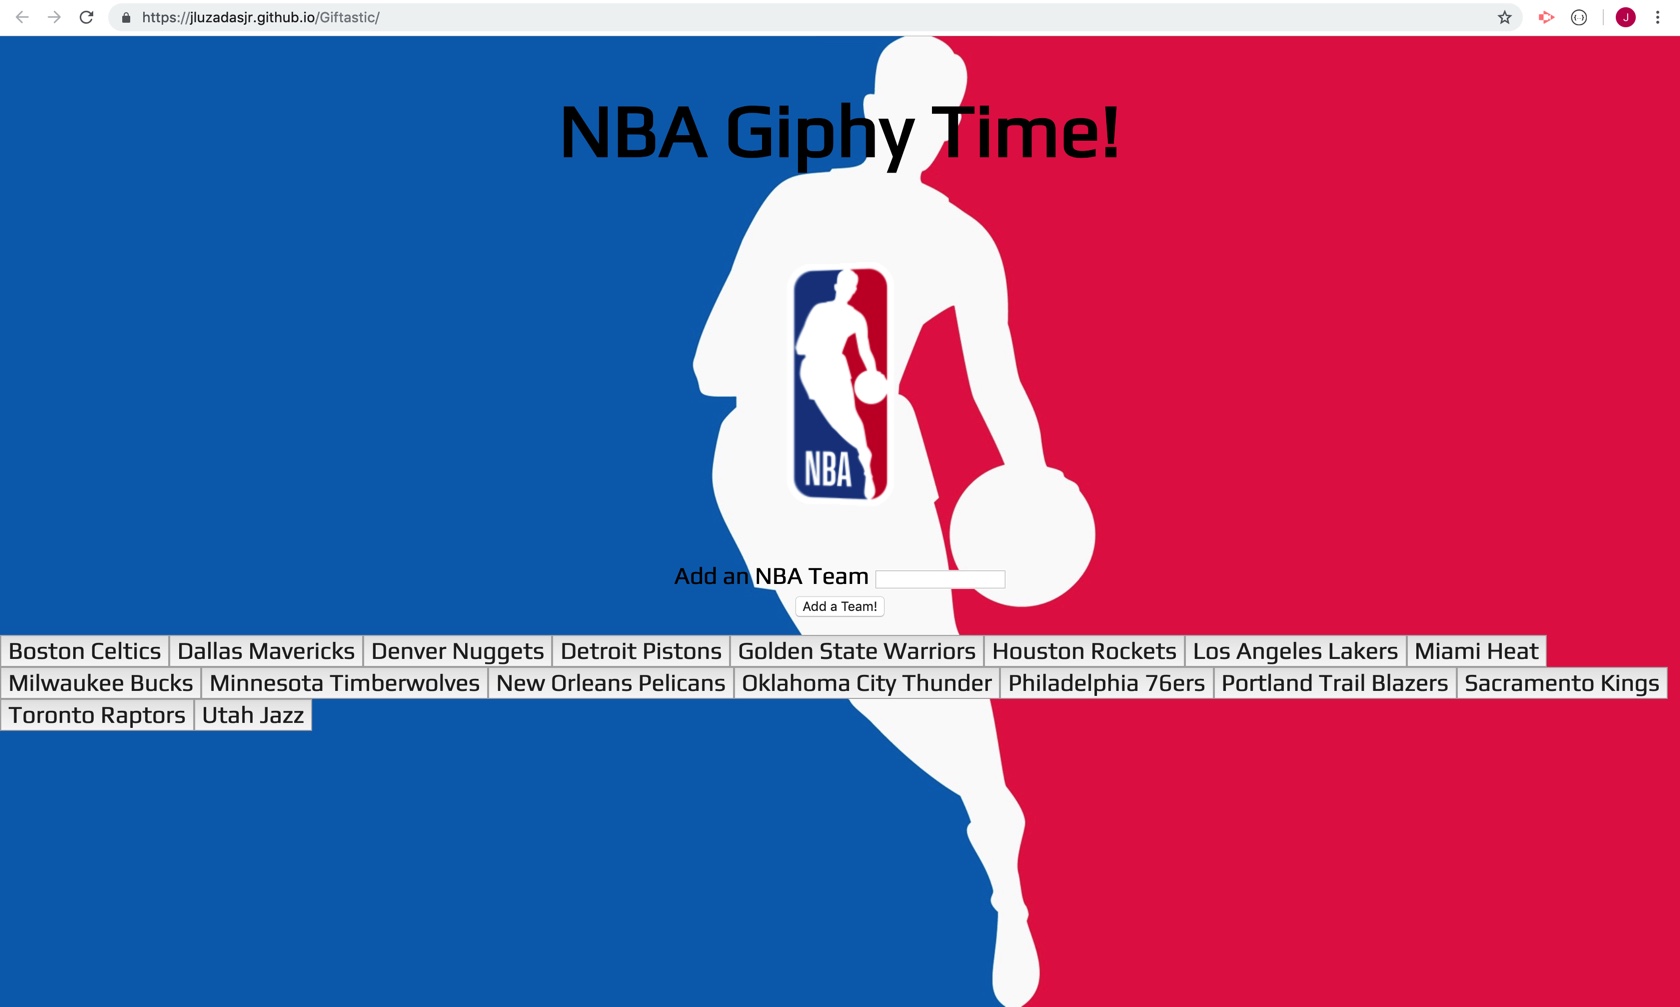 https://jluzadasjr.github.io/Giftastic/
J
NBA Giphy Time!
NBA
Add an NBA Team
Add a Team!
Boston Celtics Dallas Mavericks Denver Nuggets Detroit Pistons Golden State Warriors Houston Rockets Los Angeles Lakers Miami Heat
Milwaukee Bucks Minnesota Timberwolves New Orleans Pelicans Oklahoma City Thunder Philadelphia 76ers Portland Trail Blazers Sacramento Kings
Toronto Raptors Utah Jazz